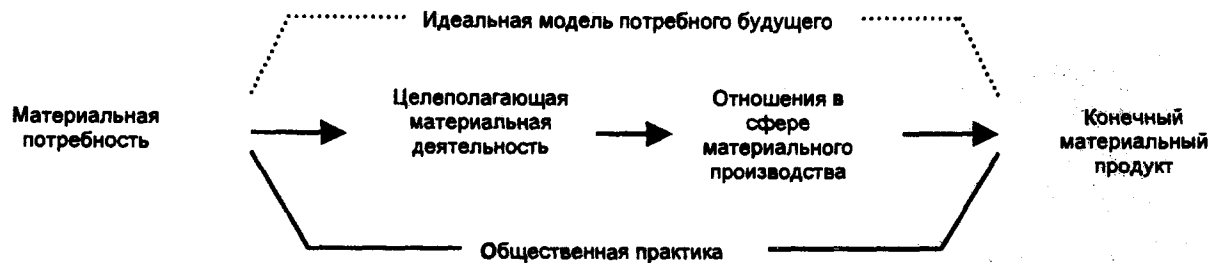 Идеальная модель потребного будущего
Материальная
потребность
Целеполагающая
материальная
деятельность
Отношения в
сфере
материального
производства
Конечный
материальный
продукт
Общественная практика